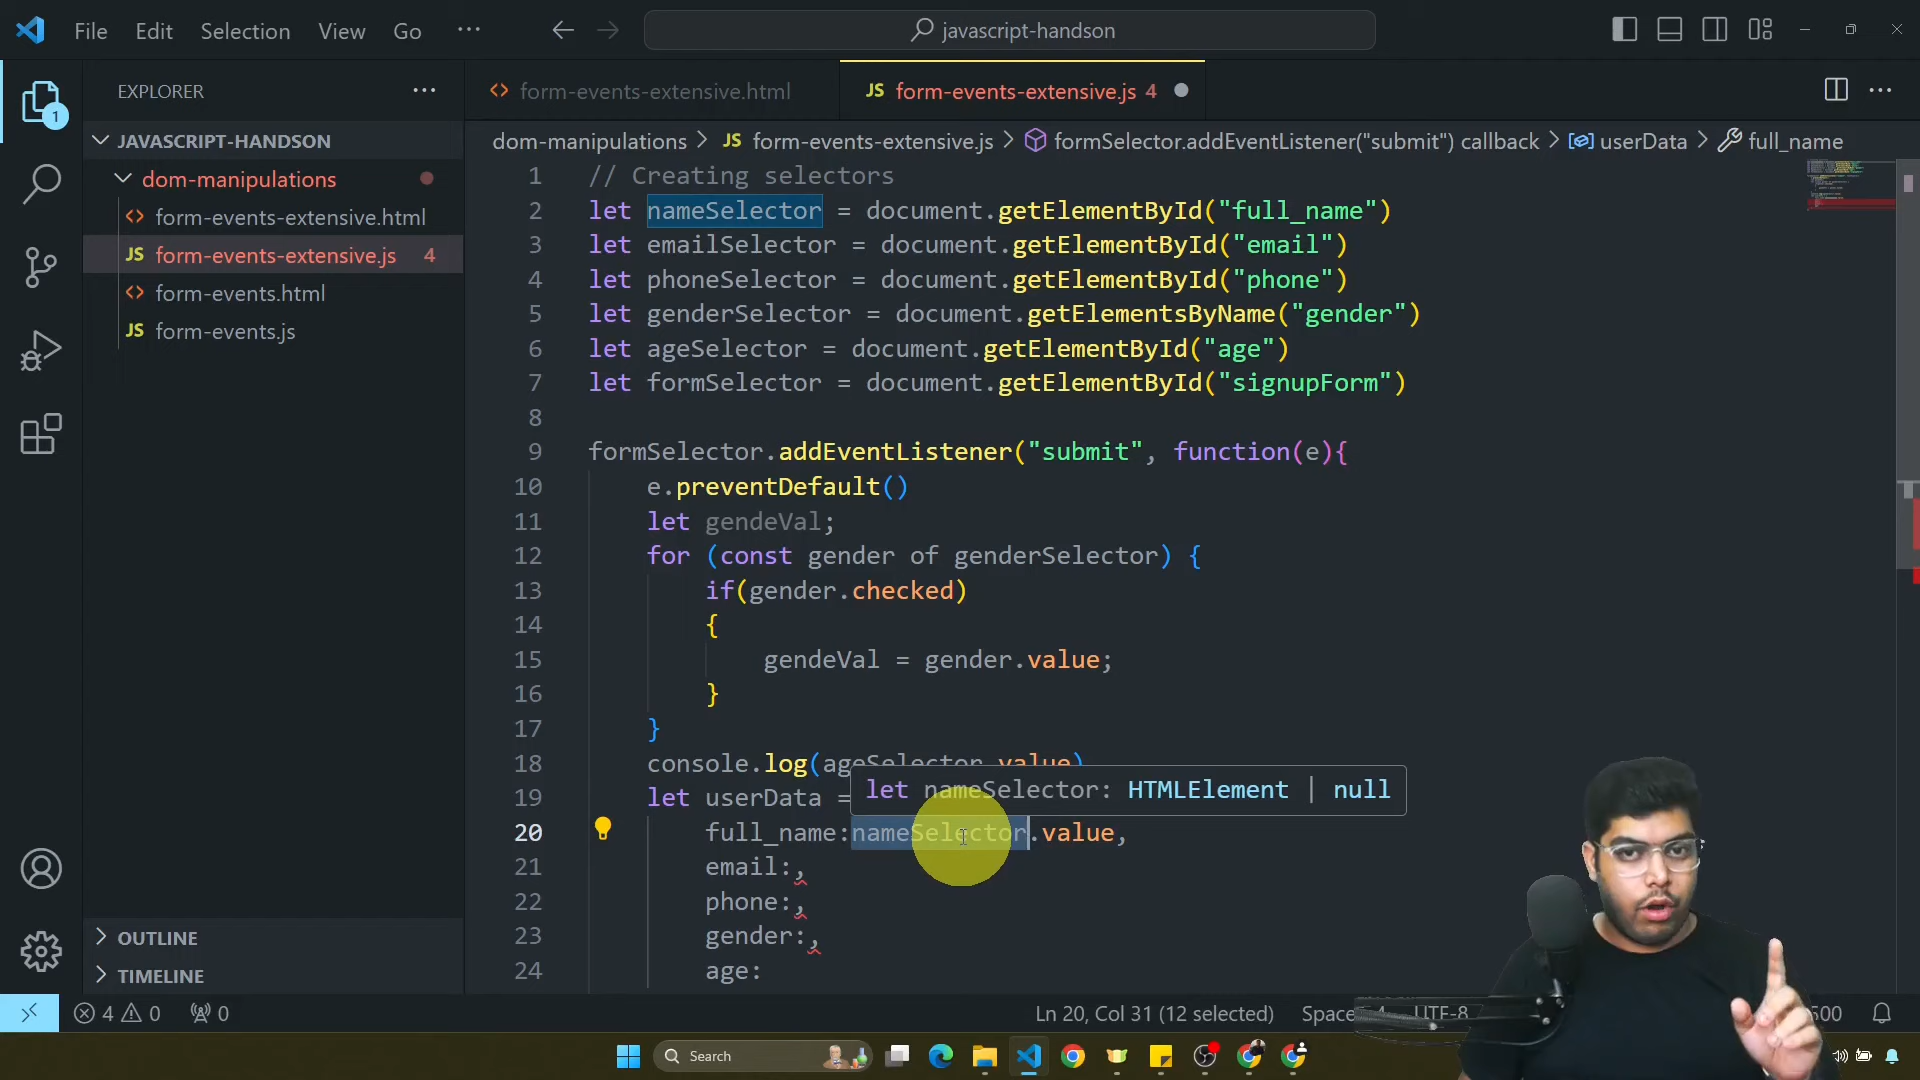 File Edit Selection View Go ··· javascript-handson
EXPLORER ···
form-events-extensive.html JS form-events-extensive.js 4
JAVASCRIPT-HANDSON
dom-manipulations
form-events-extensive.html
JS form-events-extensive.js 4
form-events.html
JS form-events.js
OUTLINE
TIMELINE
dom-manipulations > JS form-events-extensive.js > formSelector.addEventListener("submit") callback > userData > full_name
1 // Creating selectors
2 let nameSelector = document.getElementById("full_name")
3 let emailSelector = document.getElementById("email")
4 let phoneSelector = document.getElementById("phone")
5 let genderSelector = document.getElementsByName("gender")
6 let ageSelector = document.getElementById("age")
7 let formSelector = document.getElementById("signupForm")
8
9 formSelector.addEventListener("submit", function(e){
10 e.preventDefault()
11 let gendeVal;
12 for (const gender of genderSelector) {
13 if(gender.checked)
14 {
15 gendeVal = gender.value;
16 }
17 }
18 console.log(ageSelector.value)
let nameSelector: HTMLElement | null
19 let userData =
20 full_name:nameSelector.value,
21 email:,
22 phone:,
23 gender:,
24 age:
1
4 0 0
Ln 20, Col 31 (12 selected) UTF-8
Search